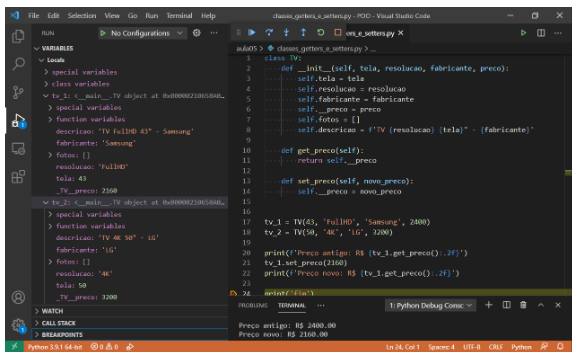 File Edit Selection View Go Run Terminal Help
classes_getters_e_setters.py - POO - Visual Studio Code
RUN No Configurations
VARIABLES
Locals
special variables
class variables
tv_1: <__main__.TV object at
special variables
function variables
descricao: 'TV FullHD 43" - Samsung'
fabricante: 'Samsung'
fotos: []
resolucao: 'FullHD'
tela: 43
_TV__preco: 2160
tv_2: <__main__.TV object at
special variables
function variables
descricao: 'TV 4K 50" - LG'
fabricante: 'LG'
fotos: []
resolucao: '4K'
tela: 50
_TV__preco: 3200
WATCH
CALL STACK
BREAKPOINTS
ers_e_setters.py
aula05 > classes_getters_e_setters.py > ...
1 class TV:
2 def __init__(self, tela, resolucao, fabricante, preco):
3 self.tela = tela
4 self.resolucao = resolucao
5 self.fabricante = fabricante
6 self.__preco = preco
7 self.fotos = []
8 self.descricao = f'TV {resolucao} {tela}" - {fabricante}'
9
10 def get_preco(self):
11 return self.__preco
12
13 def set_preco(self, novo_preco):
14 self.__preco = novo_preco
15
16
17 tv_1 = TV(43, 'FullHD', 'Samsung', 2400)
18 tv_2 = TV(50, '4K', 'LG', 3200)
19
20 print(f'Preco antigo: R$ {tv_1.get_preco():.2f}')
21 tv_1.set_preco(2160)
22 print(f'Preco novo: R$ {tv_1.get_preco():.2f}')
23
24 print('fim')
PROBLEMS TERMINAL ... 1: Python Debug Consc
Preço antigo: R$ 2400.00
Preço novo: R$ 2160.00
Python 3.9.1 64-bit 0 0 Ln 24, Col 1 Spaces: 4 UTF-8 CRLF Python